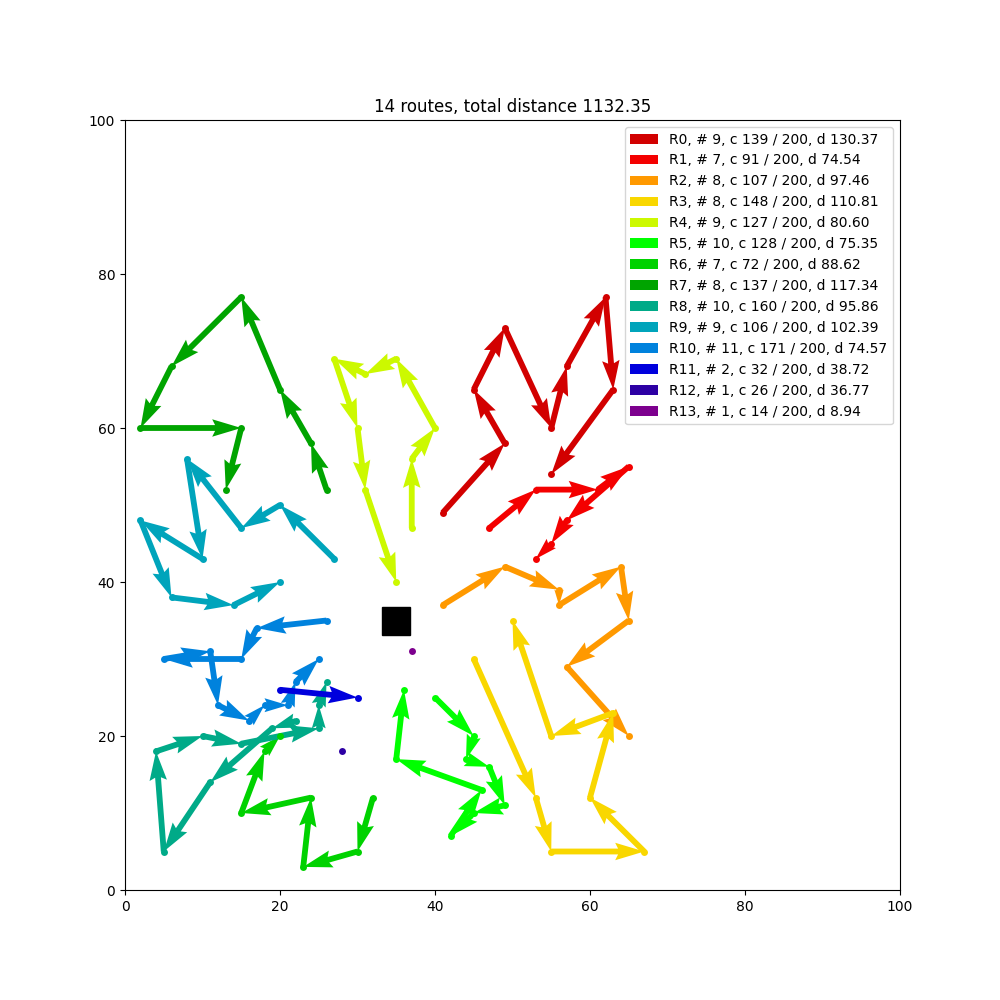 14 routes, total distance 1132.35
R0, # 9, c 139 / 200, d 130.37
R1, # 7, c 91 / 200, d 74.54
R2, # 8, c 107 / 200, d 97.46
R3, # 8, c 148 / 200, d 110.81
R4, # 9, c 127 / 200, d 80.60
R5, # 10, c 128 / 200, d 75.35
R6, # 7, c 72 / 200, d 88.62
R7, # 8, c 137 / 200, d 117.34
R8, # 10, c 160 / 200, d 95.86
R9, # 9, c 106 / 200, d 102.39
R10, # 11, c 171 / 200, d 74.57
R11, # 2, c 32 / 200, d 38.72
R12, # 1, c 26 / 200, d 36.77
R13, # 1, c 14 / 200, d 8.94
100
80
60
40
20
0
0 20 40 60 80 100